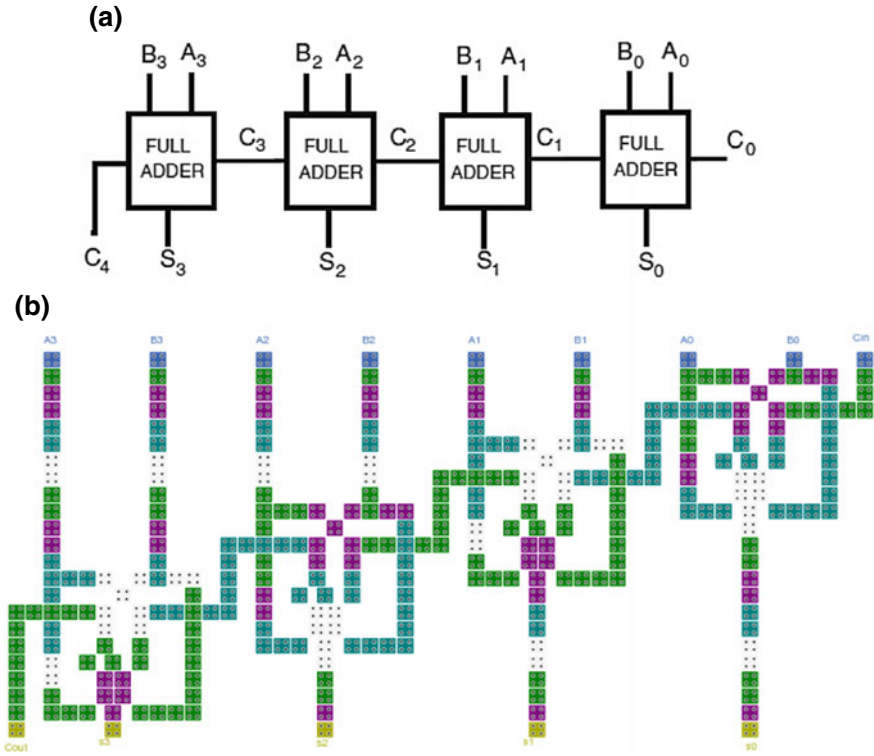 (a)
B3 A3 B2 A2 B1 A1 B0 A0
FULL ADDER C3 FULL ADDER C2 FULL ADDER C1 FULL ADDER C0
C4 S3 S2 S1 S0
(b)
A3 B3 A2 B2 A1 B1 A0 B0 Cin
Cout s3 s2 s1 s0